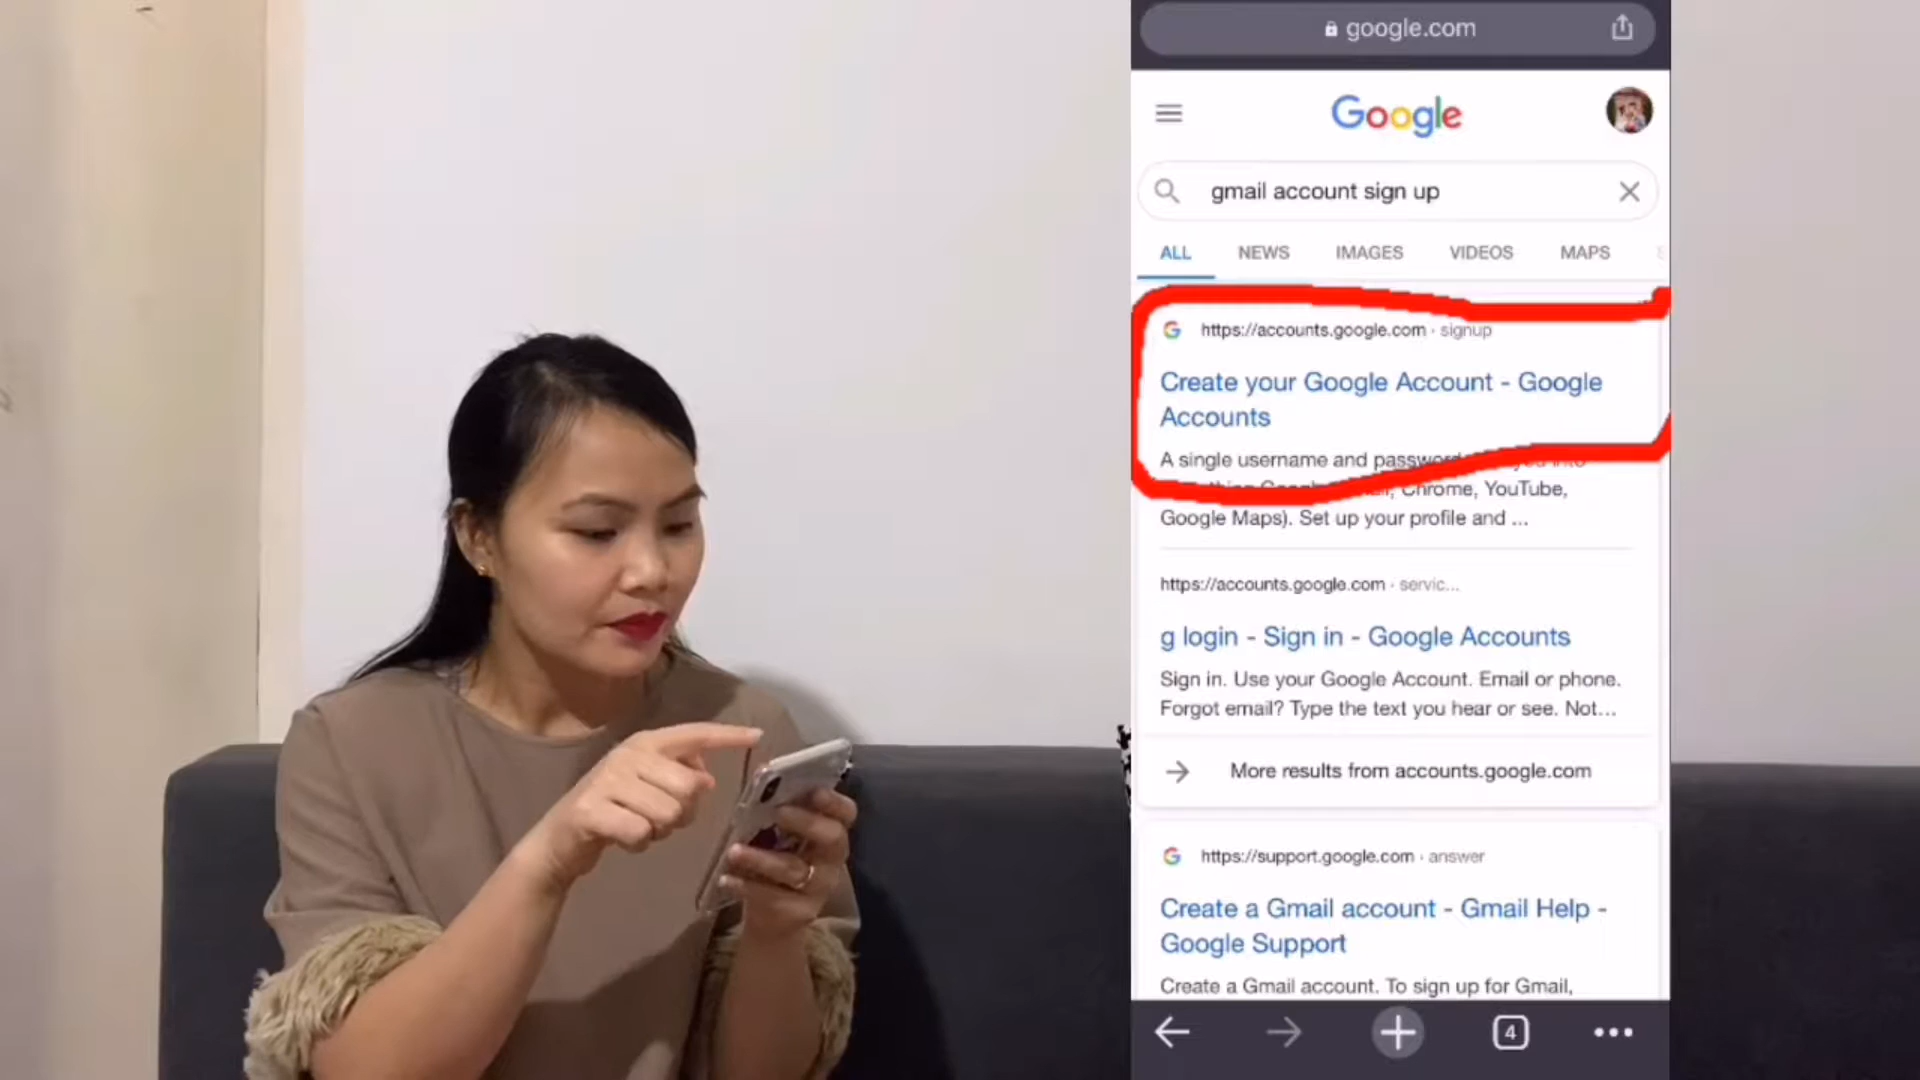 google.com
Google
gmail account sign up
ALL NEWS IMAGES VIDEOS MAPS
https://accounts.google.com · signup
Create your Google Account - Google
Accounts
A single username and password
Chrome, YouTube,
Google Maps). Set up your profile and ...
https://accounts.google.com · servic...
g login - Sign in - Google Accounts
Sign in. Use your Google Account. Email or phone.
Forgot email? Type the text you hear or see. Not...
More results from accounts.google.com
https://support.google.com · answer
Create a Gmail account - Gmail Help -
Google Support
Create a Gmail account. To sign up for Gmail,
4